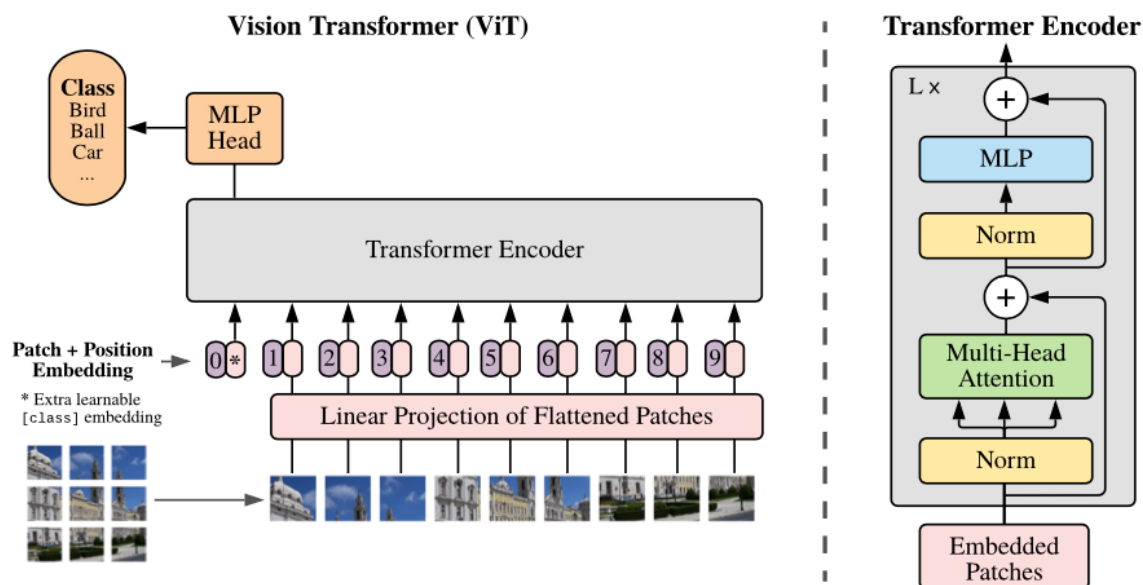 Vision Transformer (ViT)
Class
Bird
Ball
Car
...
MLP
Head
Transformer Encoder
Patch + Position
Embedding
0 * 1 2 3 4 5 6 7 8 9
* Extra learnable
[class] embedding
Linear Projection of Flattened Patches
Transformer Encoder
L ×
+
MLP
Norm
+
Multi-Head
Attention
Norm
Embedded
Patches